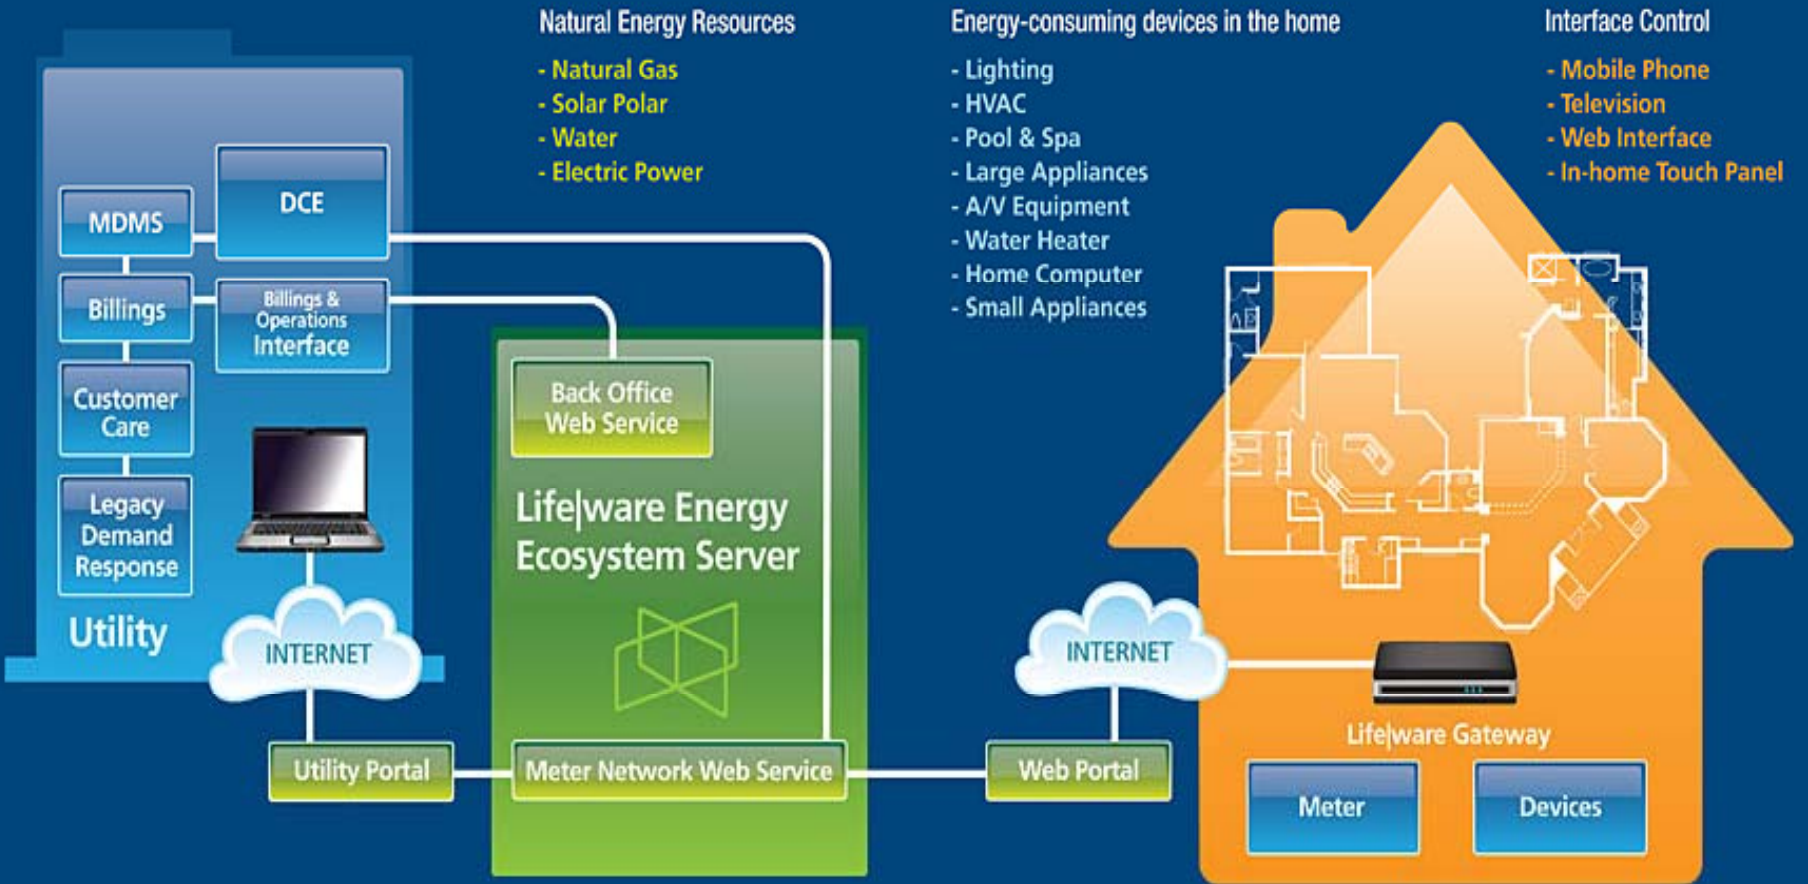 Natural Energy Resources
- Natural Gas
- Solar Polar
- Water
- Electric Power
Energy-consuming devices in the home
- Lighting
- HVAC
- Pool & Spa
- Large Appliances
- A/V Equipment
- Water Heater
- Home Computer
- Small Appliances
Interface Control
- Mobile Phone
- Television
- Web Interface
- In-home Touch Panel
MDMS
DCE
Billings
Billings &
Operations
Interface
Customer
Care
Legacy
Demand
Response
Utility
INTERNET
Utility Portal
Back Office
Web Service
Life|ware Energy
Ecosystem Server
Meter Network Web Service
INTERNET
Web Portal
Life|ware Gateway
Meter
Devices